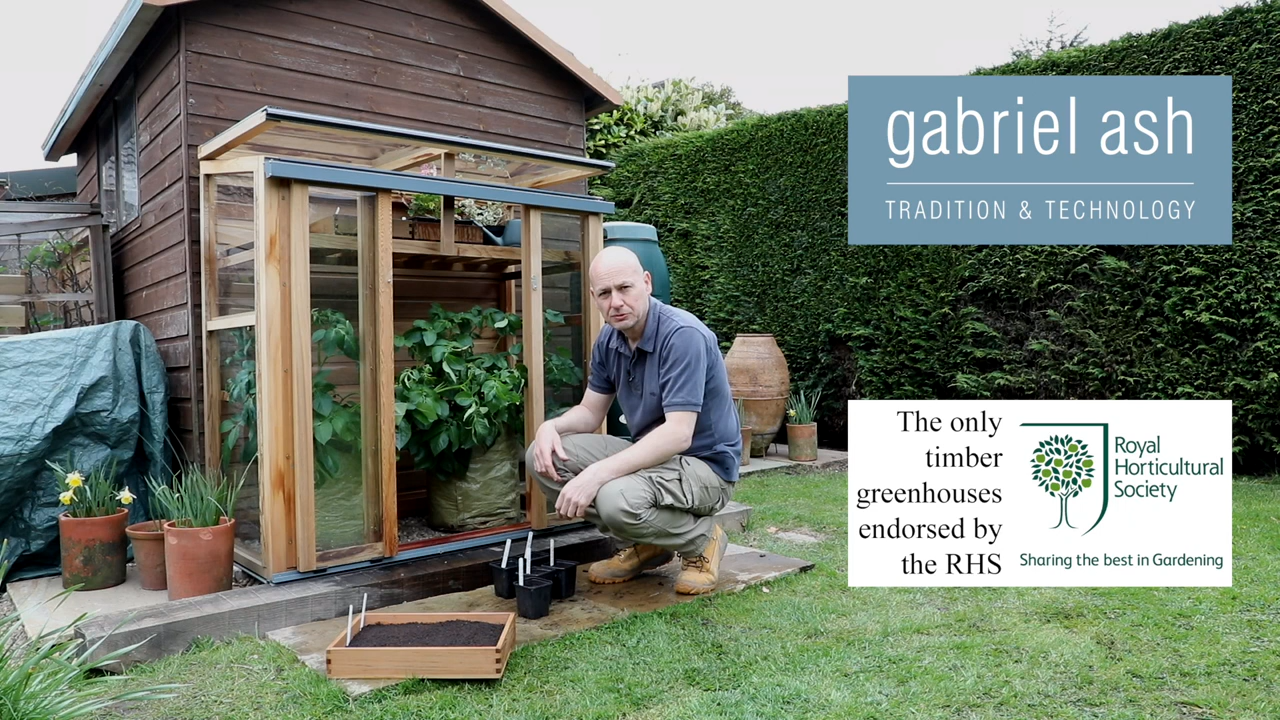 gabriel ash
TRADITION & TECHNOLOGY
The only
timber
greenhouses
endorsed by
the RHS
Royal
Horticultural
Society
Sharing the best in Gardening